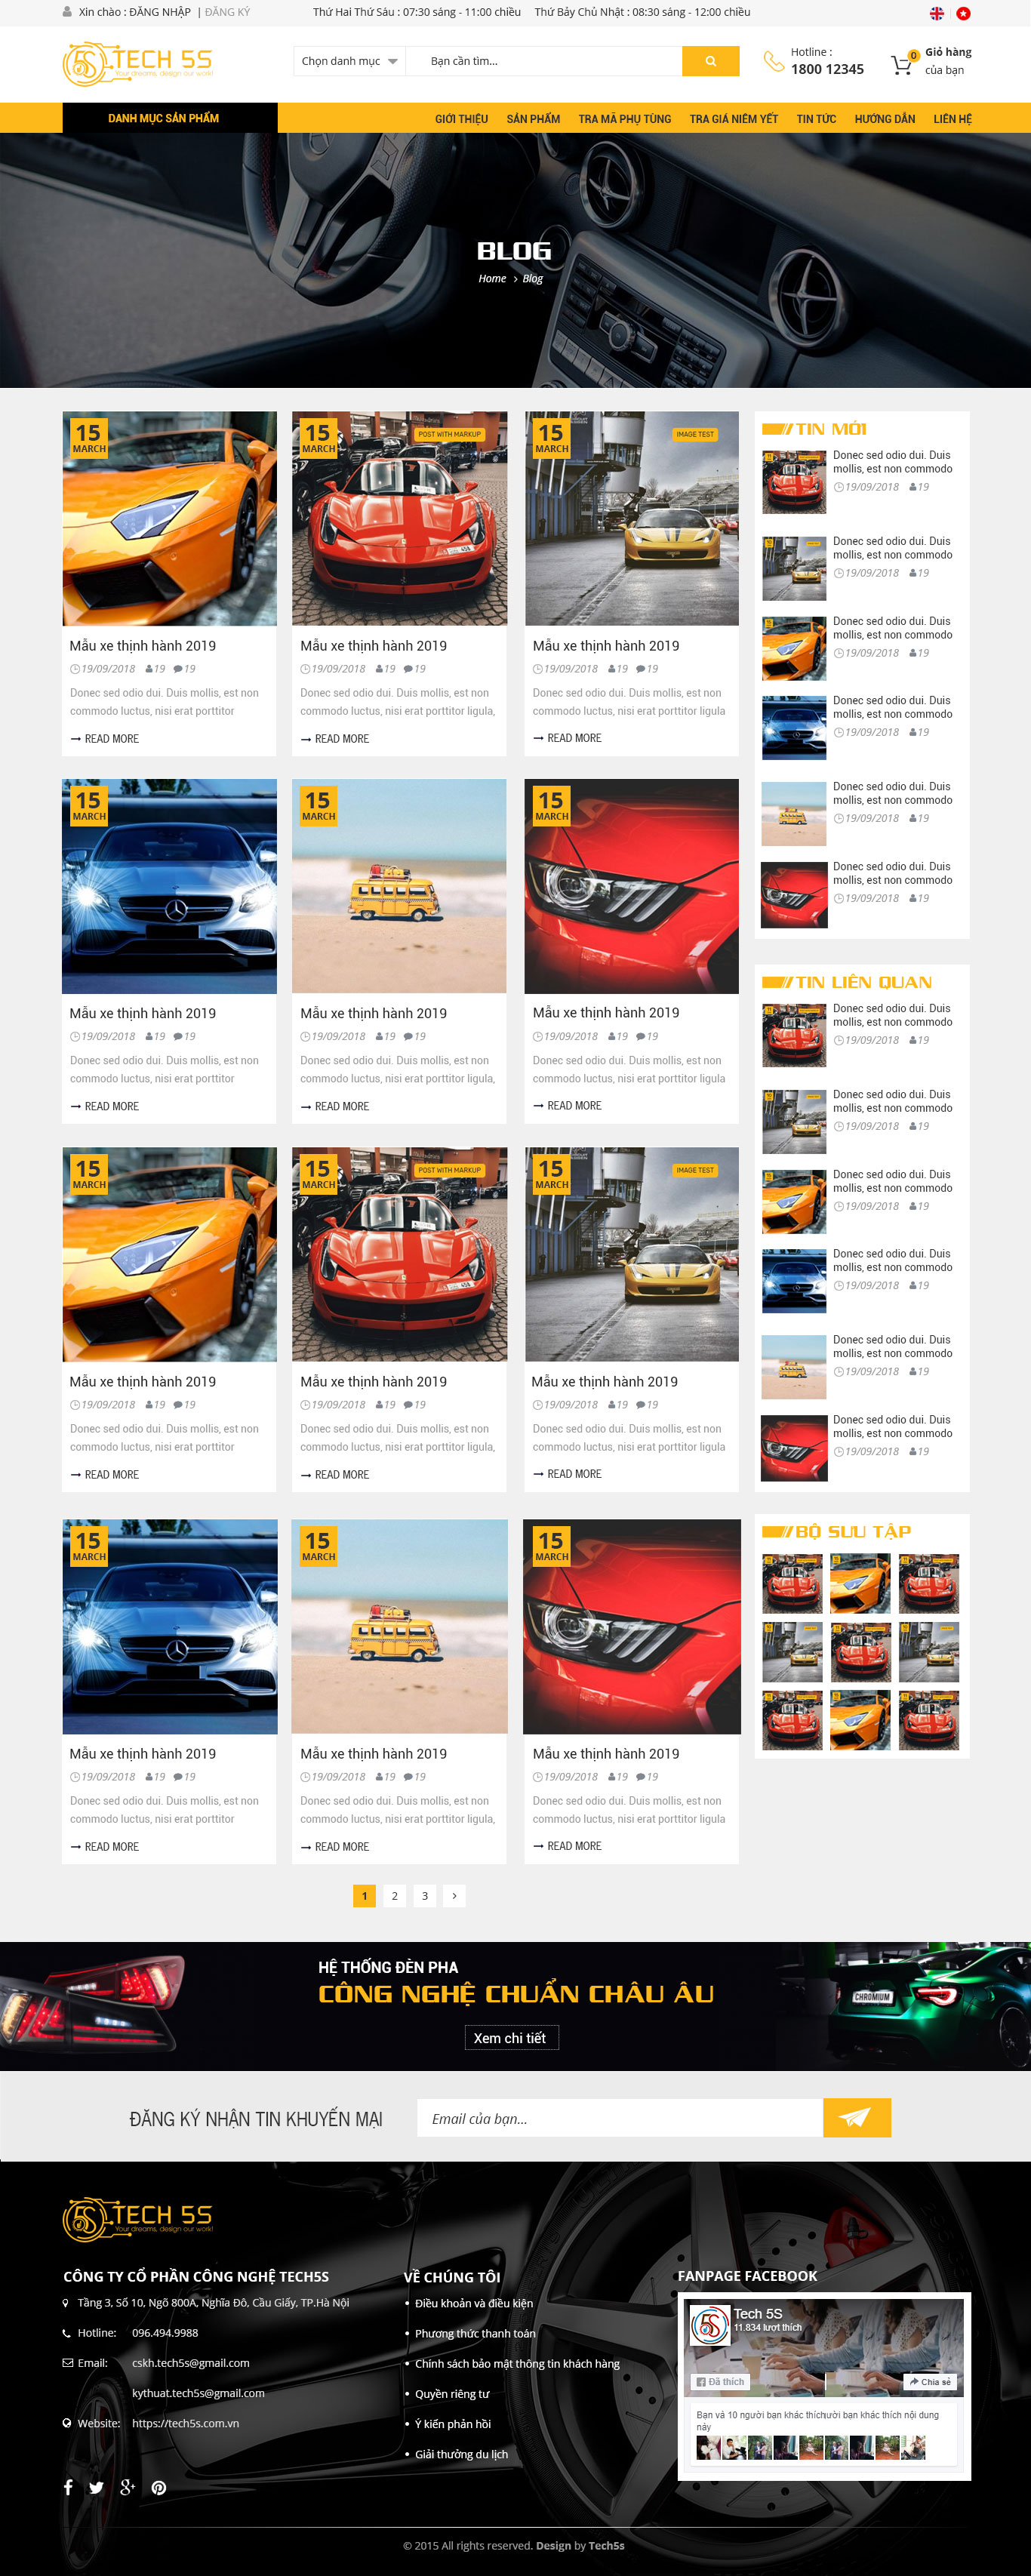 Xin chào : ĐĂNG NHẬP | ĐĂNG KÝ
Thứ Hai Thứ Sáu : 07:30 sáng - 11:00 chiều Thứ Bảy Chủ Nhật : 08:30 sáng - 12:00 chiều
TECH 5S
Your dreams, design our work!
Chọn danh mục
Bạn cần tìm...
Hotline :
1800 12345
0
Giỏ hàng
của bạn
DANH MỤC SẢN PHẨM
GIỚI THIỆU SẢN PHẨM TRA MÃ PHỤ TÙNG TRA GIÁ NIÊM YẾT TIN TỨC HƯỚNG DẪN LIÊN HỆ
BLOG
Home > Blog
15
MARCH
Mẫu xe thịnh hành 2019
19/09/2018 19 19
Donec sed odio dui. Duis mollis, est non
commodo luctus, nisi erat porttitor
READ MORE
15
MARCH
POST WITH MARKUP
Mẫu xe thịnh hành 2019
19/09/2018 19 19
Donec sed odio dui. Duis mollis, est non
commodo luctus, nisi erat porttitor ligula,
READ MORE
15
MARCH
IMAGE TEST
Mẫu xe thịnh hành 2019
19/09/2018 19 19
Donec sed odio dui. Duis mollis, est non
commodo luctus, nisi erat porttitor ligula
READ MORE
15
MARCH
Mẫu xe thịnh hành 2019
19/09/2018 19 19
Donec sed odio dui. Duis mollis, est non
commodo luctus, nisi erat porttitor
READ MORE
15
MARCH
Mẫu xe thịnh hành 2019
19/09/2018 19 19
Donec sed odio dui. Duis mollis, est non
commodo luctus, nisi erat porttitor ligula,
READ MORE
15
MARCH
Mẫu xe thịnh hành 2019
19/09/2018 19 19
Donec sed odio dui. Duis mollis, est non
commodo luctus, nisi erat porttitor ligula
READ MORE
15
MARCH
Mẫu xe thịnh hành 2019
19/09/2018 19 19
Donec sed odio dui. Duis mollis, est non
commodo luctus, nisi erat porttitor
READ MORE
15
MARCH
POST WITH MARKUP
Mẫu xe thịnh hành 2019
19/09/2018 19 19
Donec sed odio dui. Duis mollis, est non
commodo luctus, nisi erat porttitor ligula,
READ MORE
15
MARCH
IMAGE TEST
Mẫu xe thịnh hành 2019
19/09/2018 19 19
Donec sed odio dui. Duis mollis, est non
commodo luctus, nisi erat porttitor ligula
READ MORE
15
MARCH
Mẫu xe thịnh hành 2019
19/09/2018 19 19
Donec sed odio dui. Duis mollis, est non
commodo luctus, nisi erat porttitor
READ MORE
15
MARCH
Mẫu xe thịnh hành 2019
19/09/2018 19 19
Donec sed odio dui. Duis mollis, est non
commodo luctus, nisi erat porttitor ligula,
READ MORE
15
MARCH
Mẫu xe thịnh hành 2019
19/09/2018 19 19
Donec sed odio dui. Duis mollis, est non
commodo luctus, nisi erat porttitor ligula
READ MORE
1 2 3 >
TIN MỚI
Donec sed odio dui. Duis
mollis, est non commodo
19/09/2018 19
Donec sed odio dui. Duis
mollis, est non commodo
19/09/2018 19
Donec sed odio dui. Duis
mollis, est non commodo
19/09/2018 19
Donec sed odio dui. Duis
mollis, est non commodo
19/09/2018 19
Donec sed odio dui. Duis
mollis, est non commodo
19/09/2018 19
Donec sed odio dui. Duis
mollis, est non commodo
19/09/2018 19
TIN LIÊN QUAN
Donec sed odio dui. Duis
mollis, est non commodo
19/09/2018 19
Donec sed odio dui. Duis
mollis, est non commodo
19/09/2018 19
Donec sed odio dui. Duis
mollis, est non commodo
19/09/2018 19
Donec sed odio dui. Duis
mollis, est non commodo
19/09/2018 19
Donec sed odio dui. Duis
mollis, est non commodo
19/09/2018 19
Donec sed odio dui. Duis
mollis, est non commodo
19/09/2018 19
BỘ SƯU TẬP
HỆ THỐNG ĐÈN PHA
CÔNG NGHỆ CHUẨN CHÂU ÂU
Xem chi tiết
CHROMIUM
ĐĂNG KÝ NHẬN TIN KHUYẾN MẠI
Email của bạn...
TECH 5S
Your dreams, design our work!
CÔNG TY CỔ PHẦN CÔNG NGHỆ TECH5S
Tầng 3, Số 10, Ngõ 800A, Nghĩa Đô, Cầu Giấy, TP.Hà Nội
Hotline: 096.494.9988
Email: cskh.tech5s@gmail.com
kythuat.tech5s@gmail.com
Website: https://tech5s.com.vn
VỀ CHÚNG TÔI
Điều khoản và điều kiện
Phương thức thanh toán
Chính sách bảo mật thông tin khách hàng
Quyền riêng tư
Ý kiến phản hồi
Giải thưởng du lịch
FANPAGE FACEBOOK
Tech 5S
11.834 lượt thích
Đã thích
Chia sẻ
Bạn và 10 người bạn khác thíchười bạn khác thích nội dung
này
© 2015 All rights reserved. Design by Tech5s